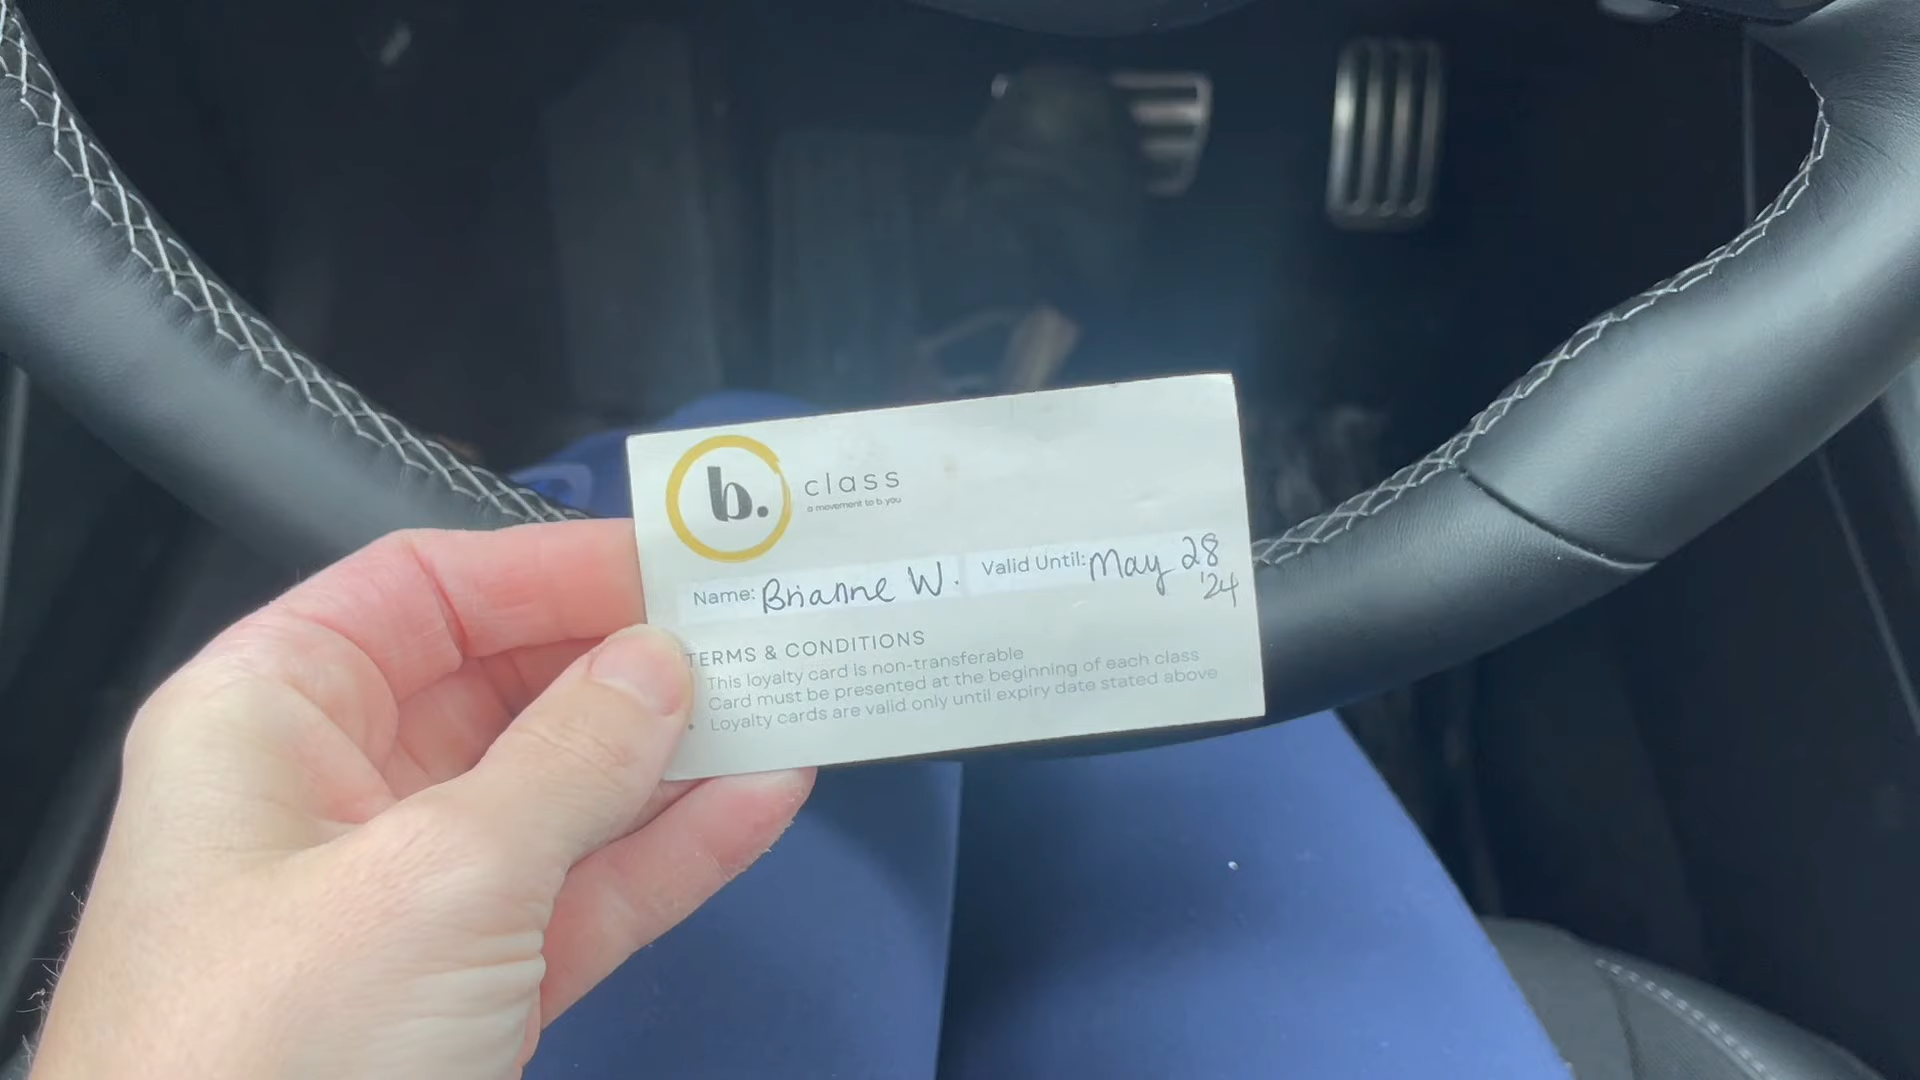 b. class
a movement to b. you
Name: Brianne W. Valid Until: May 28 '24
TERMS & CONDITIONS
This loyalty card is non-transferable
Card must be presented at the beginning of each class
• Loyalty cards are valid only until expiry date stated above